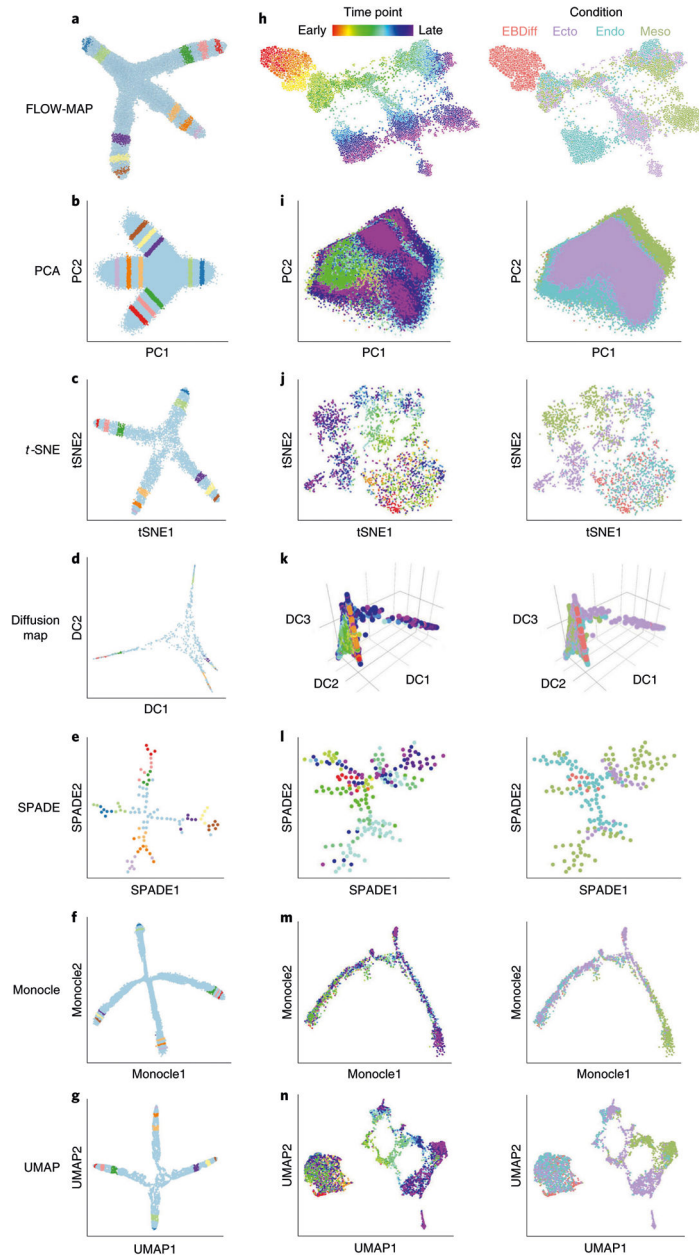 a
h
Time point
Early
Late
Condition
EBDiff Ecto Endo Meso
FLOW-MAP
b
i
PCA
PC2
PC1
PC2
PC1
PC2
PC1
c
j
t-SNE
tSNE2
tSNE1
tSNE2
tSNE1
tSNE2
tSNE1
d
k
Diffusion
map
DC2
DC1
DC3
DC2
DC1
DC3
DC2
DC1
e
l
SPADE
SPADE2
SPADE1
SPADE2
SPADE1
SPADE2
SPADE1
f
m
Monocle
Monocle2
Monocle1
Monocle2
Monocle1
Monocle2
Monocle1
g
n
UMAP
UMAP2
UMAP1
UMAP2
UMAP1
UMAP2
UMAP1